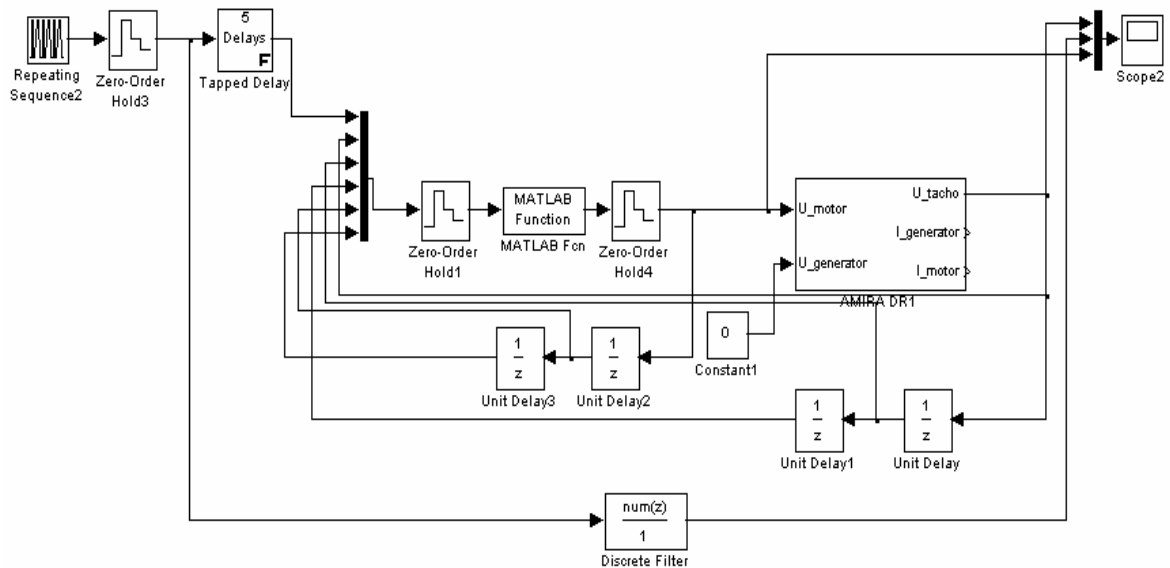 5
Delays
F
Tapped Delay
Repeating
Sequence2
Zero-Order
Hold3
Scope2
Zero-Order
Hold1
MATLAB
Function
MATLAB Fcn
Zero-Order
Hold4
U_motor
U_generator
U_tacho
I_generator
I_motor
AMIRA DR1
0
Constant1
1
z
Unit Delay3
1
z
Unit Delay2
1
z
Unit Delay1
1
z
Unit Delay
num(z)
1
Discrete Filter